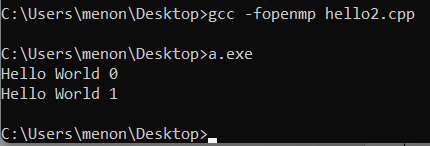 C:\Users\menon\Desktop>gcc -fopenmp hello2.cpp
C:\Users\menon\Desktop>a.exe
Hello World 0
Hello World 1
C:\Users\menon\Desktop>